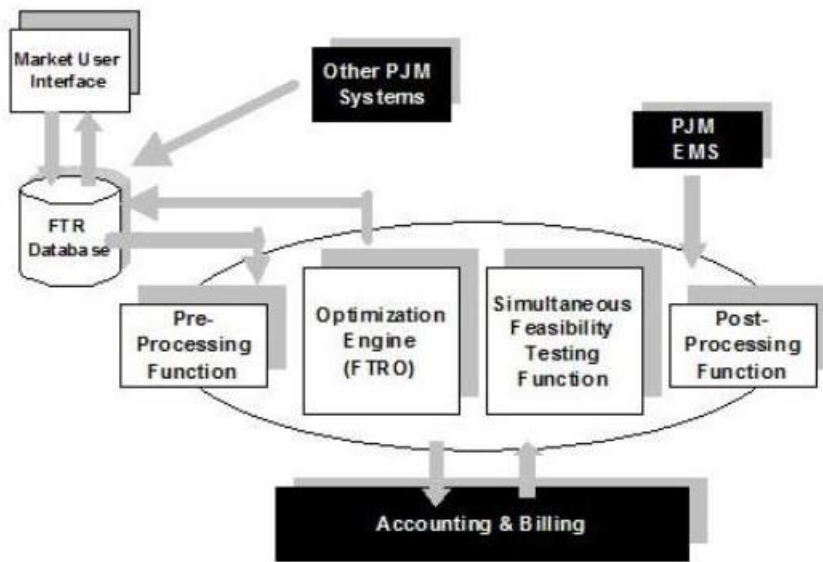 Market User
Interface
Other PJM
Systems
PJM
EMS
FTR
Database
Pre-
Processing
Function
Optimization
Engine
(FTRO)
Simultaneous
Feasibility
Testing
Function
Post-
Processing
Function
Accounting & Billing